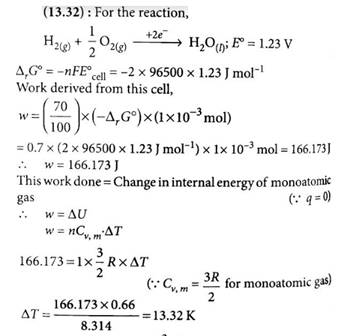 (13.32) : For the reaction,
H₂(g) + 1/2 O₂(g) —+2e⁻→ H₂O(l); E° = 1.23 V
ΔᵣG° = –nFE°cell = –2 × 96500 × 1.23 J mol⁻¹
Work derived from this cell,
w = (70/100) × (–ΔᵣG°) × (1×10⁻³ mol)
= 0.7 × (2 × 96500 × 1.23 J mol⁻¹) × 1× 10⁻³ mol = 166.173J
∴ w = 166.173 J
This work done = Change in internal energy of monoatomic
gas (∵ q = 0)
∴ w = ΔU
w = nCv, m·ΔT
166.173 = 1 × 3/2 R × ΔT
(∵ Cv, m = 3R/2 for monoatomic gas)
ΔT = 166.173 × 0.66 / 8.314 = 13.32 K